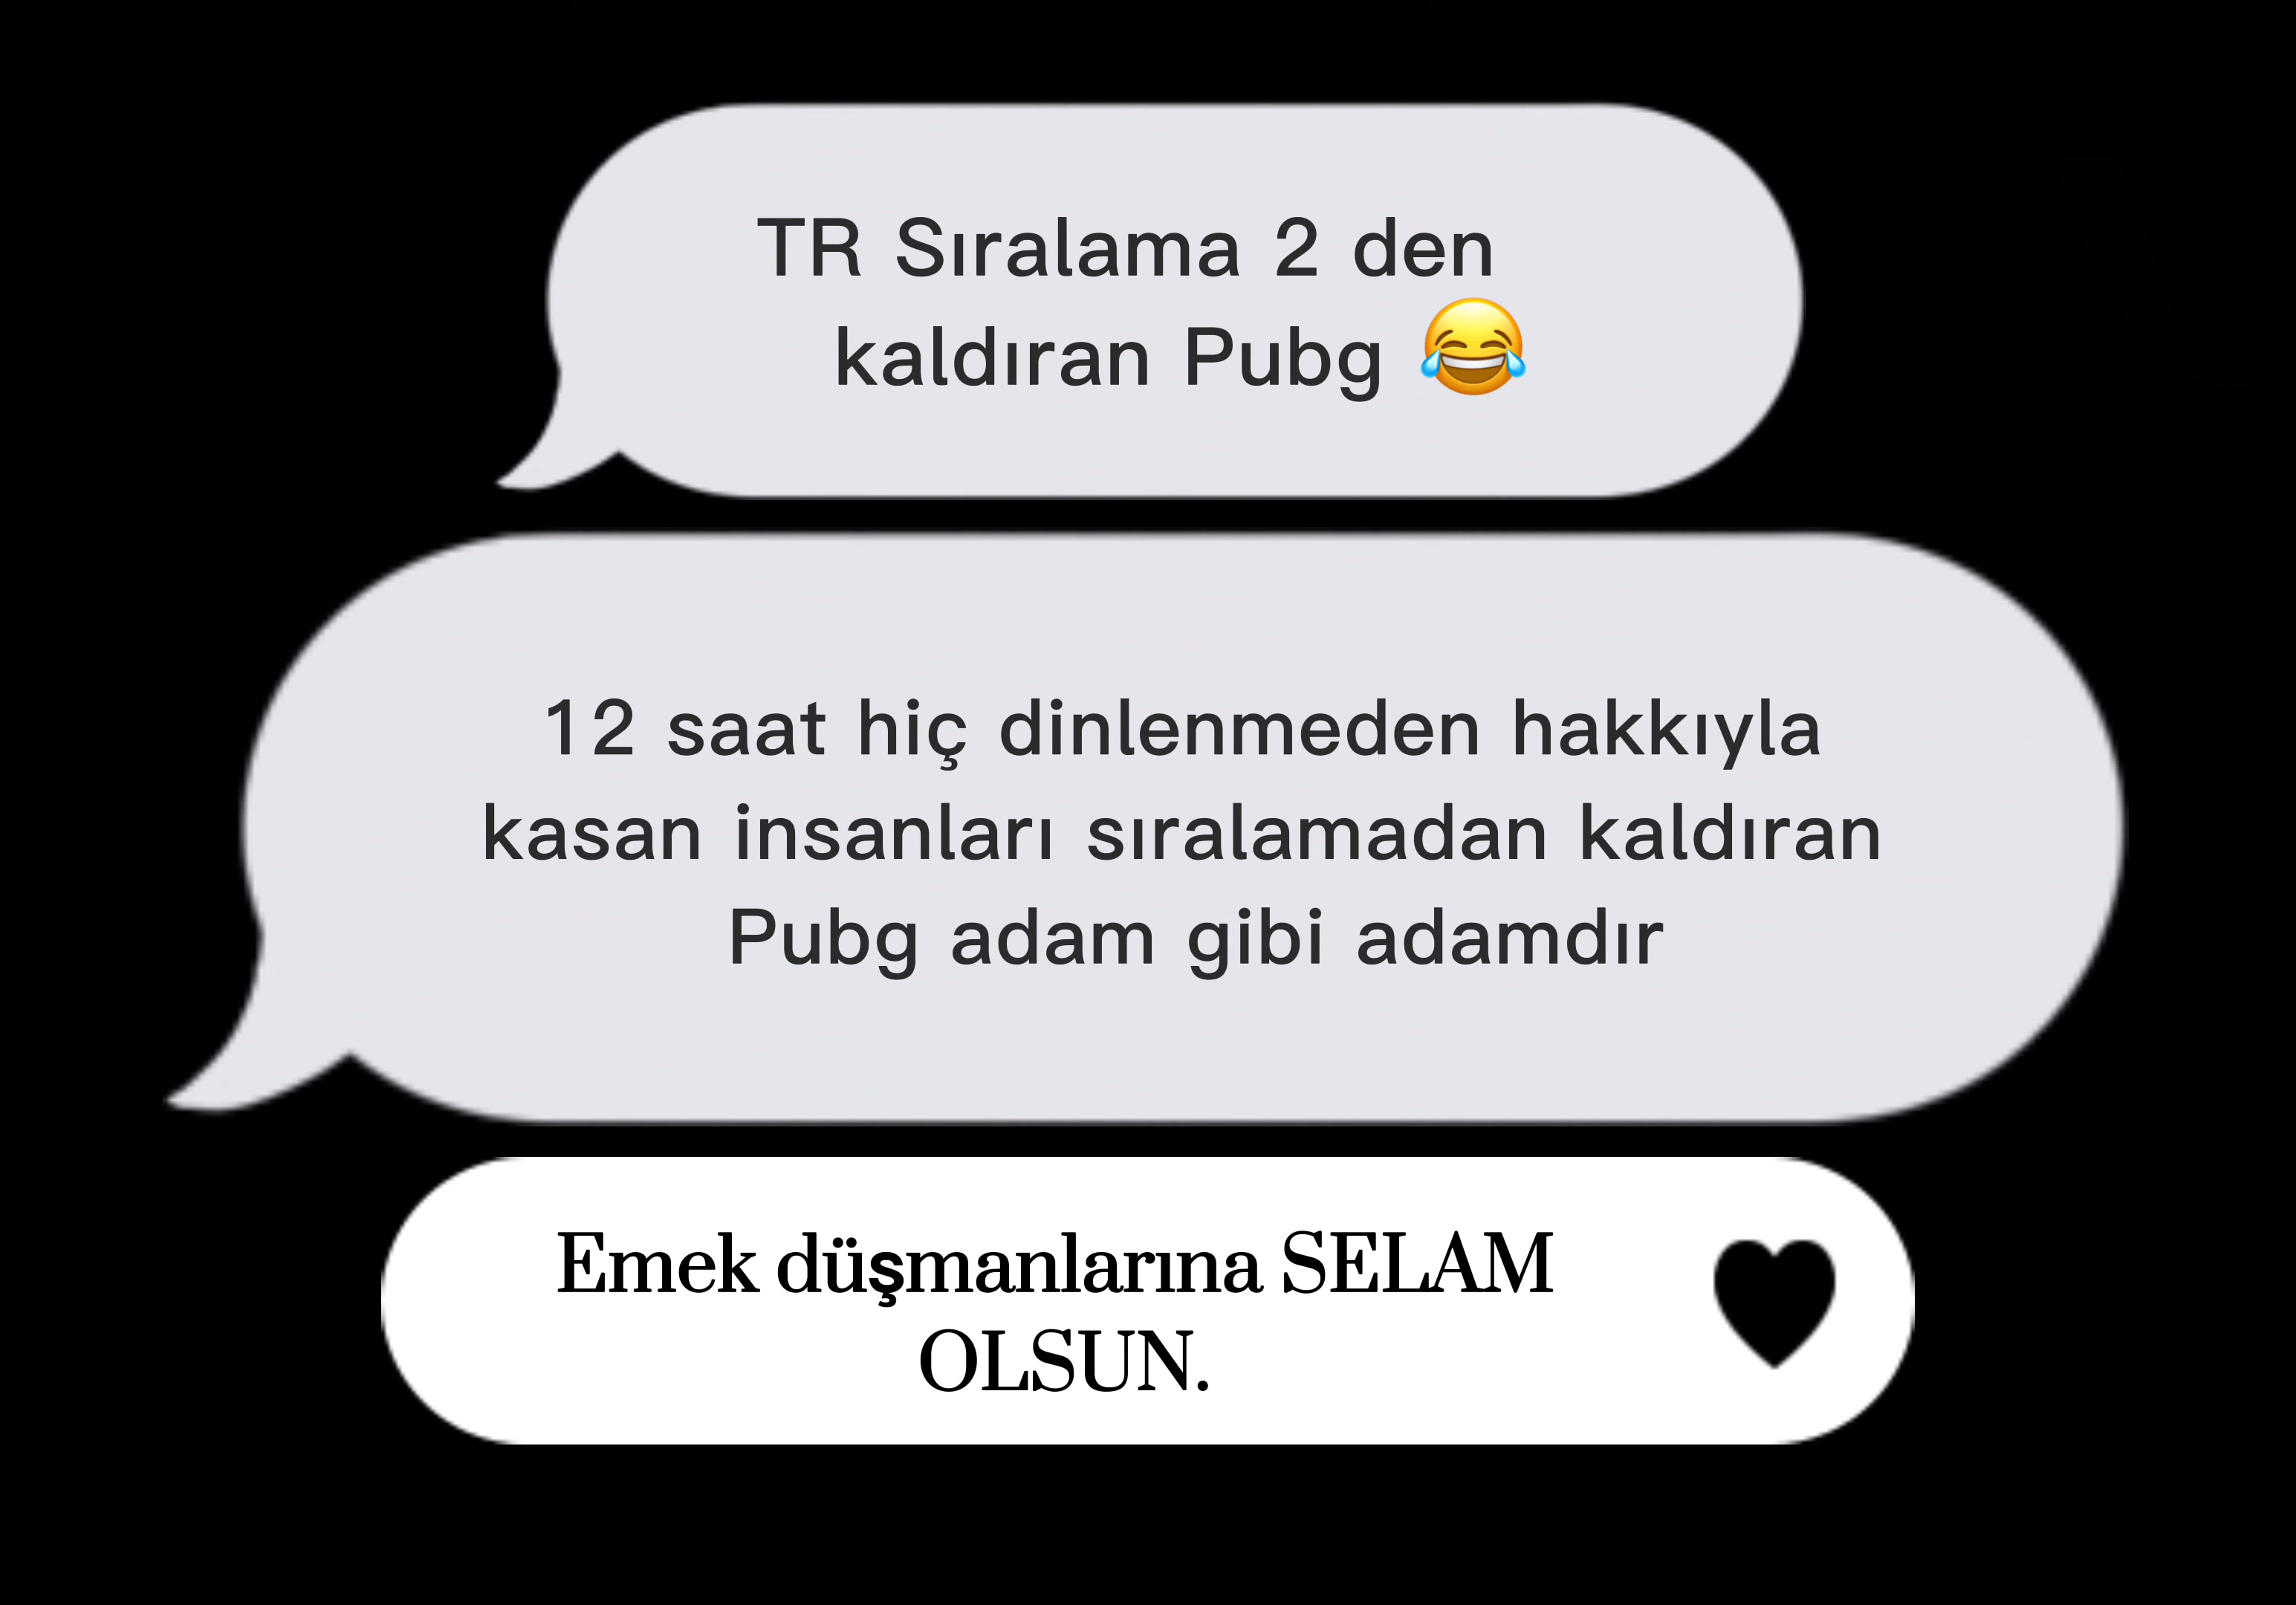 TR Sıralama 2 den
kaldıran Pubg 😂
12 saat hiç dinlenmeden hakkıyla
kasan insanları sıralamadan kaldıran
Pubg adam gibi adamdır
Emek düşmanlarına SELAM
OLSUN.